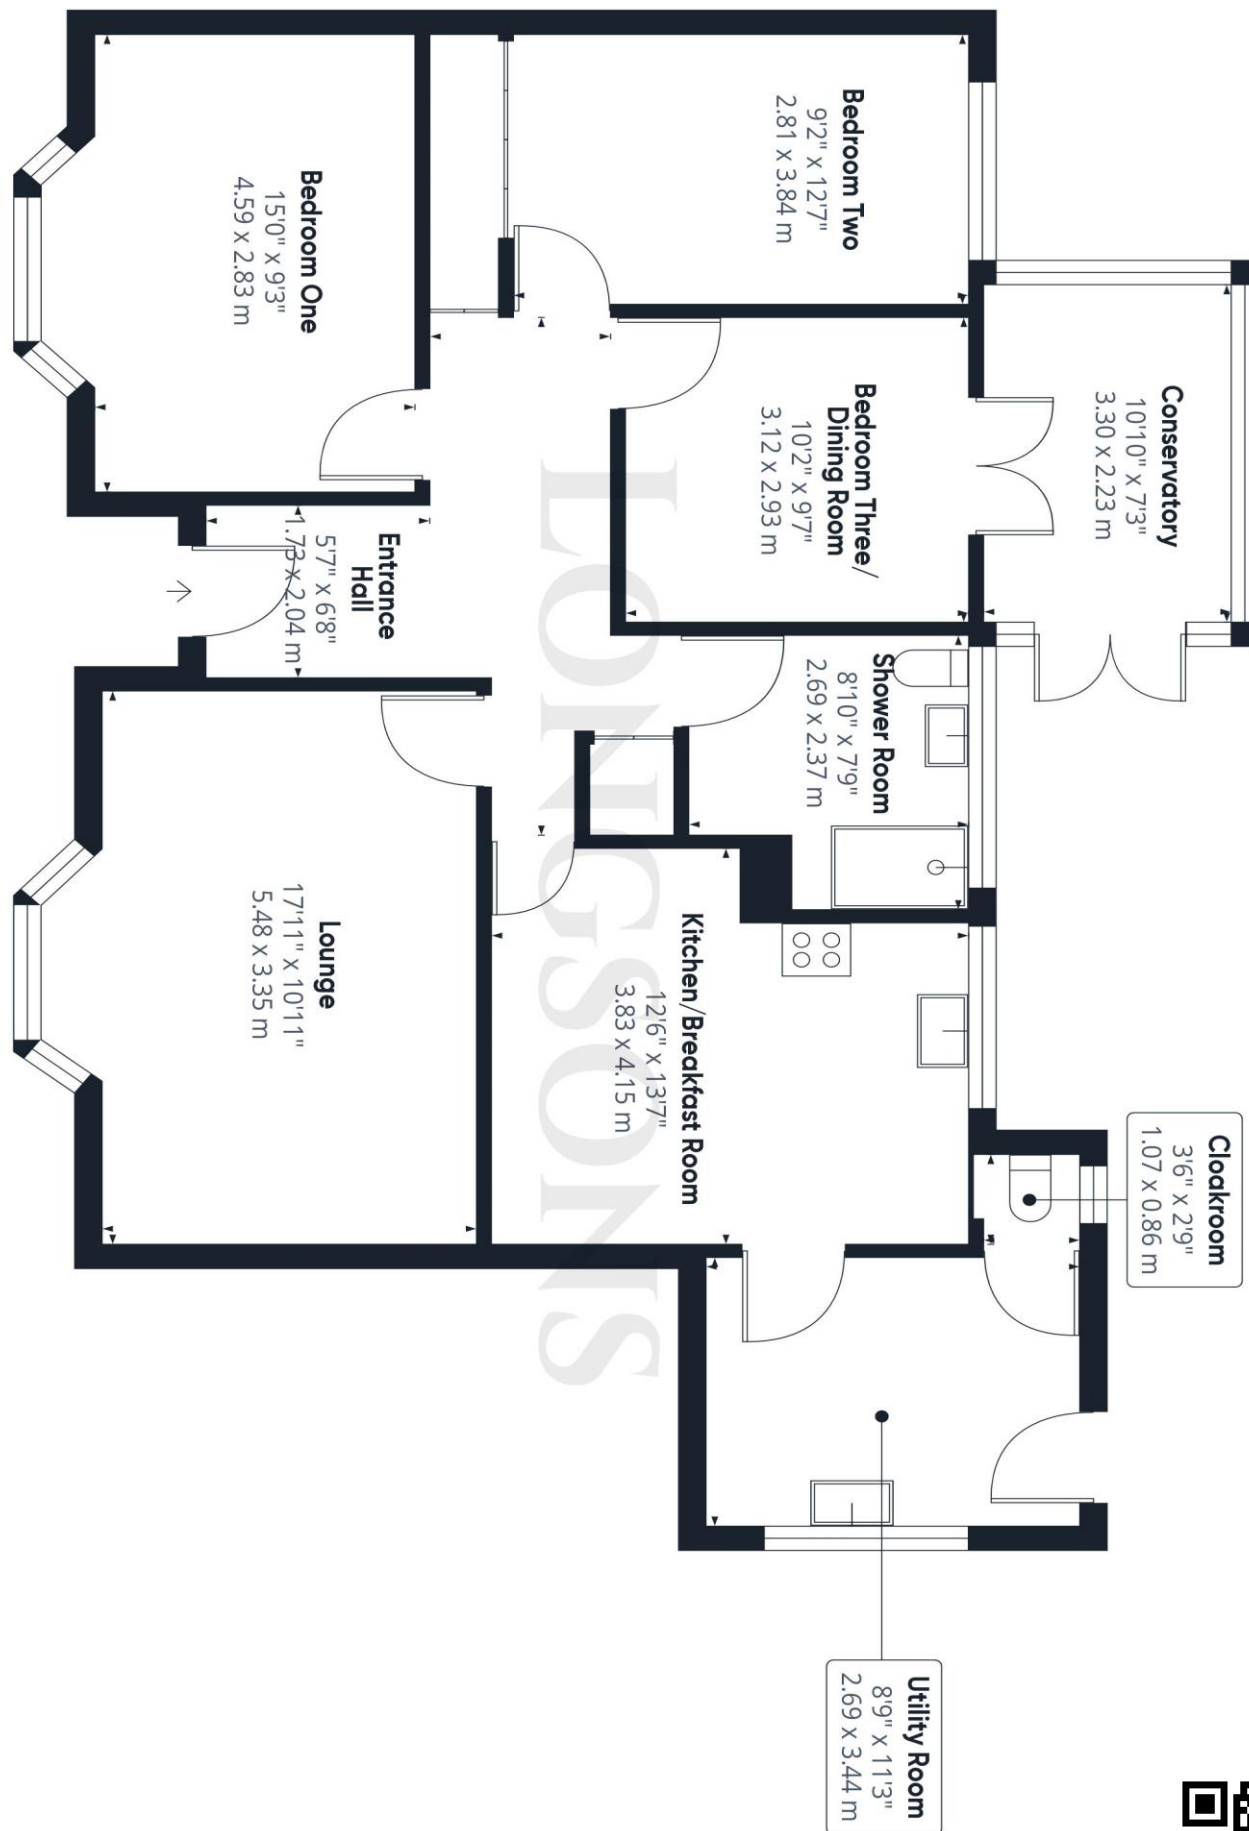 Conservatory
10'10" x 7'3"
3.30 x 2.23 m
Cloakroom
3'6" x 2'9"
1.07 x 0.86 m
Bedroom Two
9'2" x 12'7"
2.81 x 3.84 m
Bedroom Three/
Dining Room
10'2" x 9'7"
3.12 x 2.93 m
Shower Room
8'10" x 7'9"
2.69 x 2.37 m
Kitchen/Breakfast Room
12'6" x 13'7"
3.83 x 4.15 m
Utility Room
8'9" x 11'3"
2.69 x 3.44 m
LONGSONS
Bedroom One
15'0" x 9'3"
4.59 x 2.83 m
Entrance
Hall
5'7" x 6'8"
1.73 x 2.04 m
Lounge
17'11" x 10'11"
5.48 x 3.35 m